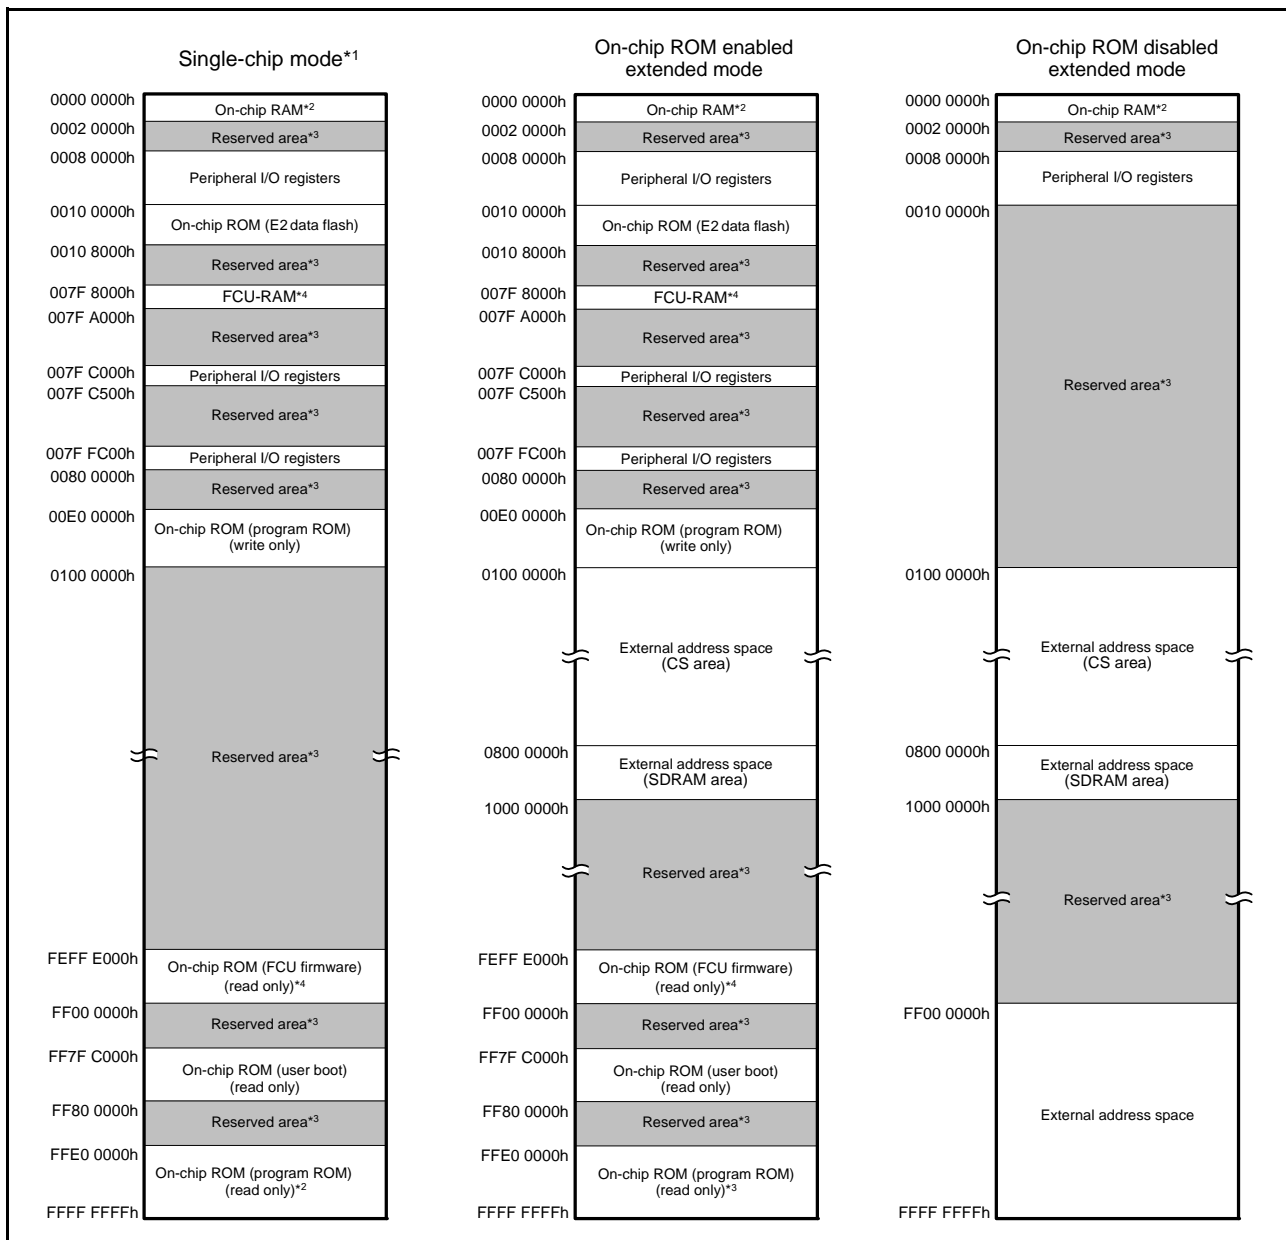 Single-chip mode*1
0000 0000h
On-chip RAM*2
0002 0000h
Reserved area*3
0008 0000h
Peripheral I/O registers
0010 0000h
On-chip ROM (E2 data flash)
0010 8000h
Reserved area*3
007F 8000h
FCU-RAM*4
007F A000h
Reserved area*3
007F C000h
Peripheral I/O registers
007F C500h
Reserved area*3
007F FC00h
Peripheral I/O registers
0080 0000h
Reserved area*3
00E0 0000h
On-chip ROM (program ROM)
(write only)
0100 0000h
Reserved area*3
FEFF E000h
On-chip ROM (FCU firmware)
(read only)*4
FF00 0000h
Reserved area*3
FF7F C000h
On-chip ROM (user boot)
(read only)
FF80 0000h
Reserved area*3
FFE0 0000h
On-chip ROM (program ROM)
(read only)*2
FFFF FFFFh
On-chip ROM enabled
extended mode
0000 0000h
On-chip RAM*2
0002 0000h
Reserved area*3
0008 0000h
Peripheral I/O registers
0010 0000h
On-chip ROM (E2 data flash)
0010 8000h
Reserved area*3
007F 8000h
FCU-RAM*4
007F A000h
Reserved area*3
007F C000h
Peripheral I/O registers
007F C500h
Reserved area*3
007F FC00h
Peripheral I/O registers
0080 0000h
Reserved area*3
00E0 0000h
On-chip ROM (program ROM)
(write only)
0100 0000h
External address space
(CS area)
0800 0000h
External address space
(SDRAM area)
1000 0000h
Reserved area*3
FEFF E000h
On-chip ROM (FCU firmware)
(read only)*4
FF00 0000h
Reserved area*3
FF7F C000h
On-chip ROM (user boot)
(read only)
FF80 0000h
Reserved area*3
FFE0 0000h
On-chip ROM (program ROM)
(read only)*3
FFFF FFFFh
On-chip ROM disabled
extended mode
0000 0000h
On-chip RAM*2
0002 0000h
Reserved area*3
0008 0000h
Peripheral I/O registers
0010 0000h
Reserved area*3
0100 0000h
External address space
(CS area)
0800 0000h
External address space
(SDRAM area)
1000 0000h
Reserved area*3
FF00 0000h
External address space
FFFF FFFFh